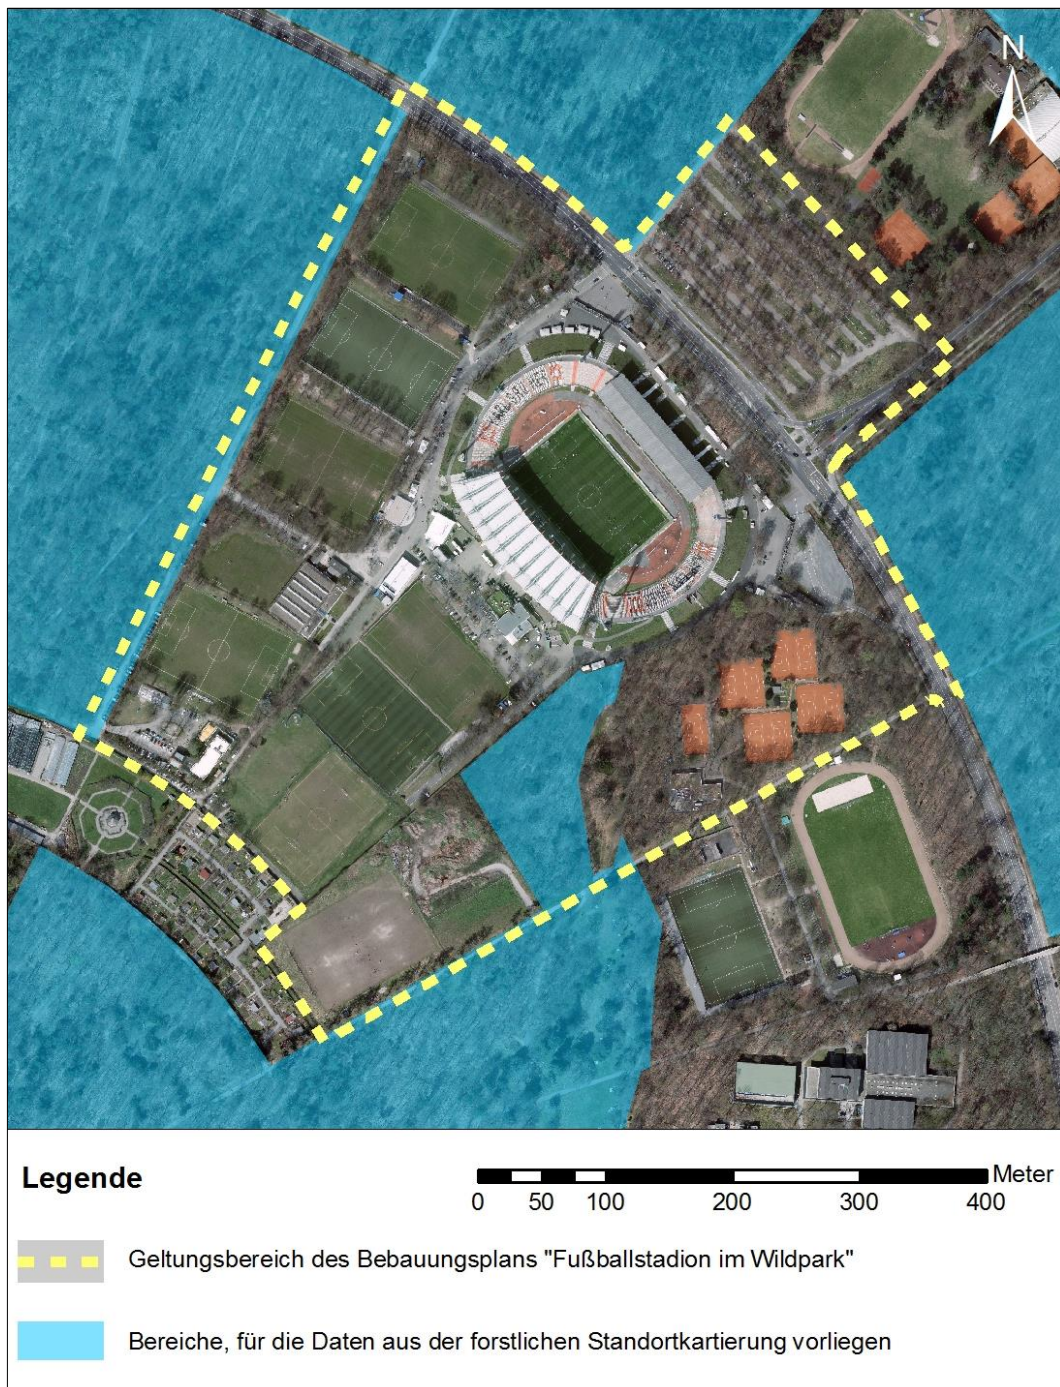 N
Legende
Meter
0 50 100 200 300 400
Geltungsbereich des Bebauungsplans "Fußballstadion im Wildpark"
Bereiche, für die Daten aus der forstlichen Standortkartierung vorliegen